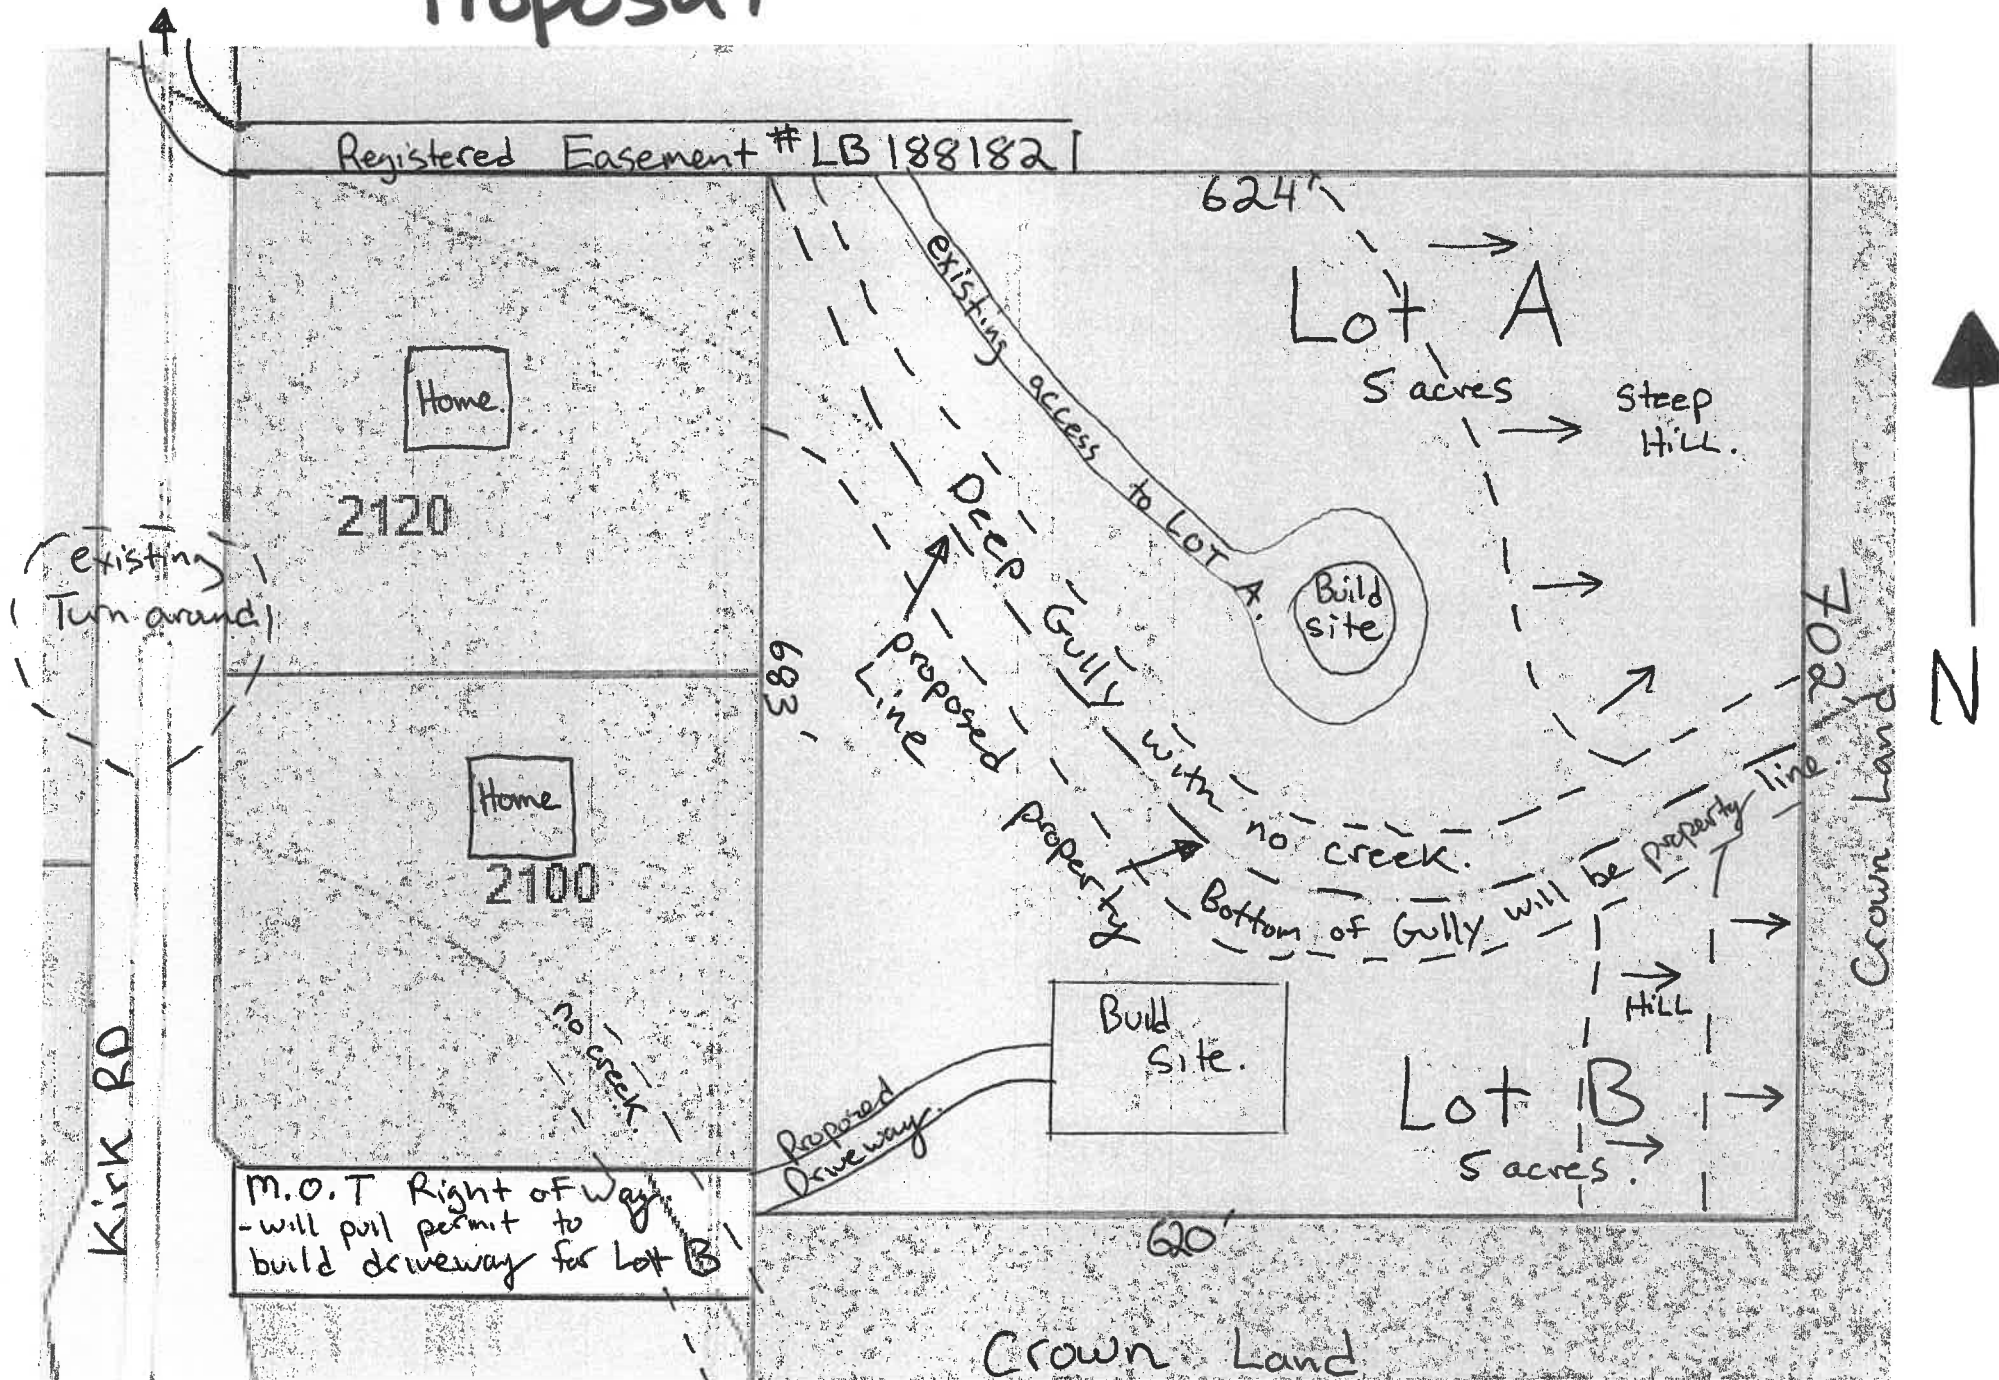 Proposal
Registered Easement #LB188182
624'
existing access to LOT A.
Lot A
5 acres
Steep
Hill.
Home.
2120
existing
Turn around
Deep Gully with no creek.
Build
site
proposed
Line
property
683'
702'
Crown Land
N
Home
2100
Bottom of Gully will be property line
no creek.
Hill
Build
Site.
Lot B
5 acres.
Proposed
Driveway.
Kirk RD
M.O.T Right of Way
- will pull permit to
build driveway for Lot B
620'
Crown Land